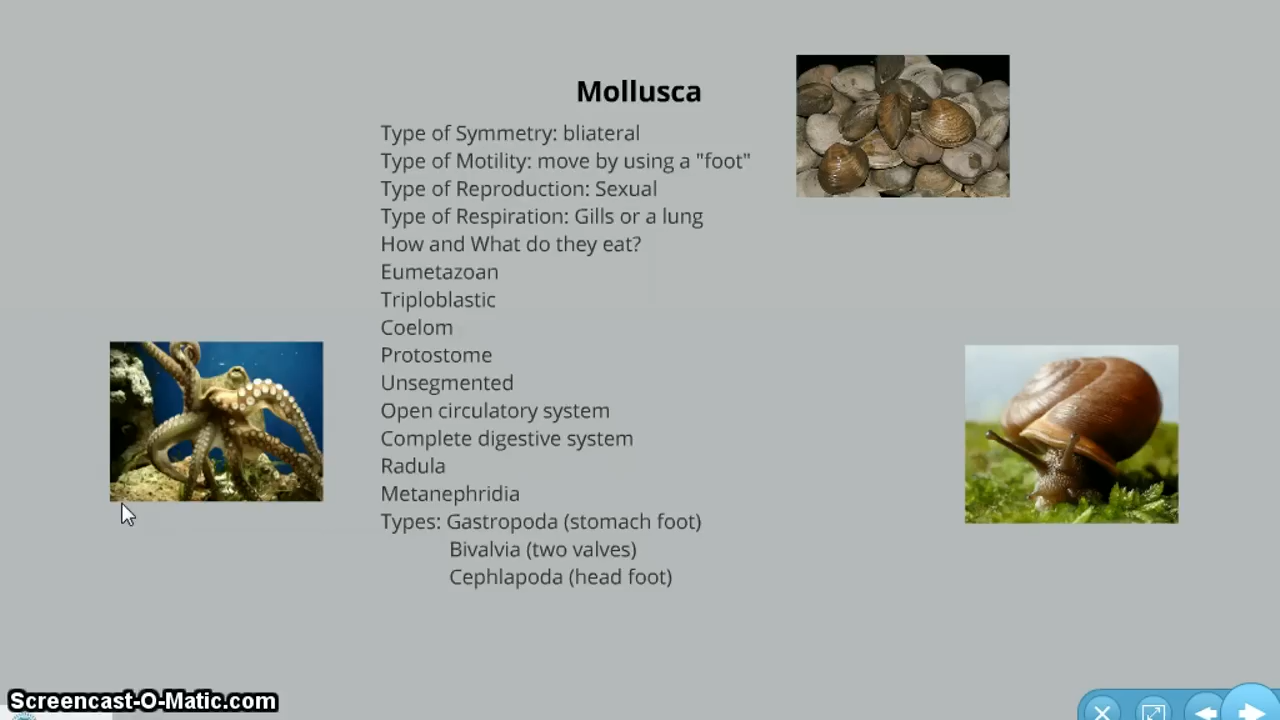 Mollusca
Type of Symmetry: bliateral
Type of Motility: move by using a "foot"
Type of Reproduction: Sexual
Type of Respiration: Gills or a lung
How and What do they eat?
Eumetazoan
Triploblastic
Coelom
Protostome
Unsegmented
Open circulatory system
Complete digestive system
Radula
Metanephridia
Types: Gastropoda (stomach foot)
Bivalvia (two valves)
Cephlapoda (head foot)
Screencast-O-Matic.com